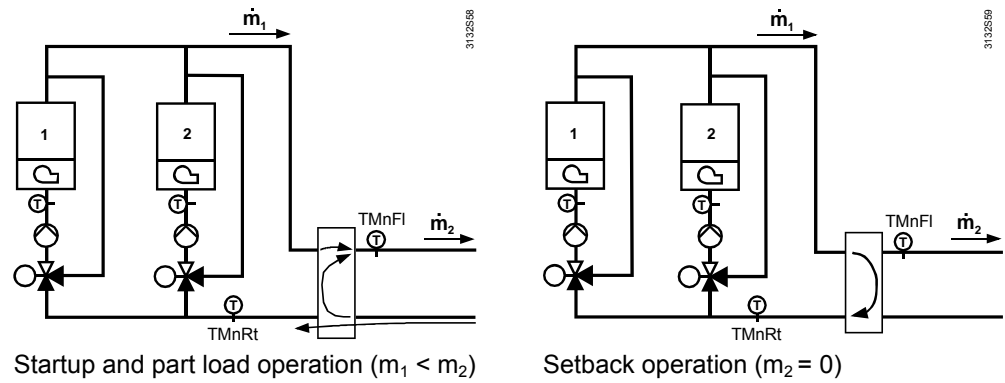 ṁ1
3132S58
1
2
T
T
TMnFl
T
ṁ2
T
TMnRt
Startup and part load operation (m1 < m2)
ṁ1
3132S59
1
2
T
T
TMnFl
T
ṁ2
T
TMnRt
Setback operation (m2 = 0)